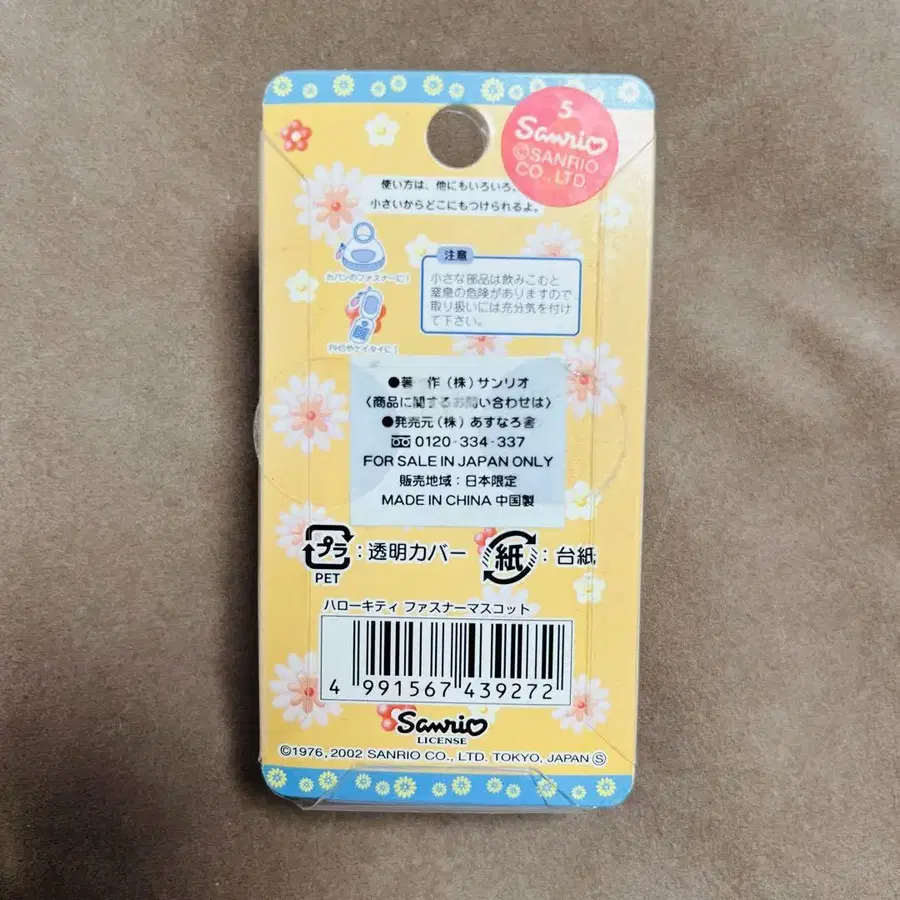 5
Sanrio
©SANRIO
CO., LTD.
使い方は、他にもいろいろ。
小さいからどこにもつけられるよ。
カバンのファスナーに!
PHSやケイタイに!
注意
小さな部品は飲みこむと
窒息の危険がありますので
取り扱いには充分気を付け
て下さい。
●著 作(株)サンリオ
〈商品に関するお問い合わせは〉
●発売元(株)あすなろ舎
0120-334-337
FOR SALE IN JAPAN ONLY
販売地域:日本限定
MADE IN CHINA 中国製
プラ:透明カバー
PET
紙:台紙
ハローキティ ファスナーマスコット
4 991567 439272
Sanrio
LICENSE
©1976, 2002 SANRIO CO., LTD. TOKYO, JAPAN Ⓢ